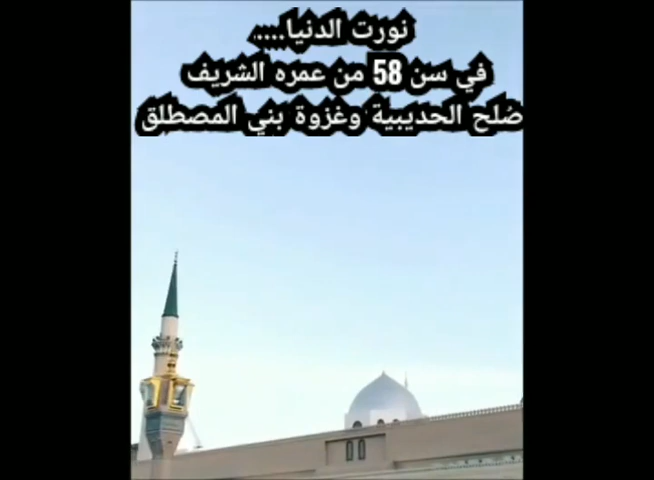 نورت الدنيا....
في سن 58 من عمره الشريف
صُلح الحديبية وغزوة بني المصطلق